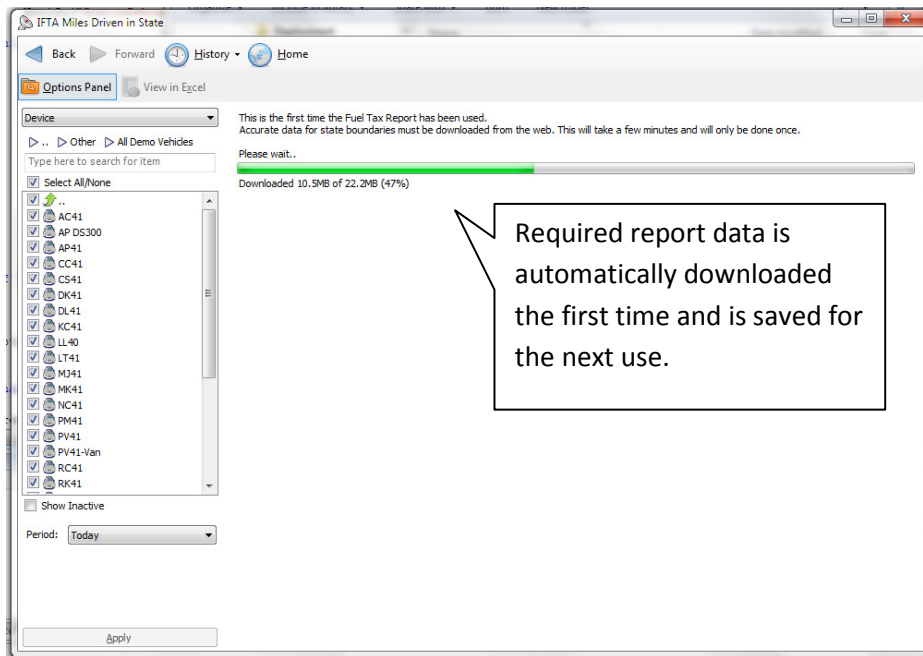 IFTA Miles Driven in State
Back Forward History Home
Options Panel View in Excel
Device
.. Other All Demo Vehicles
Type here to search for item
Select All/None
..
AC41
AP DS300
AP41
CC41
CS41
DK41
DL41
KC41
LL40
LT41
MJ41
MK41
NC41
PM41
PV41
PV41-Van
RC41
RK41
Show Inactive
Period: Today
Apply
This is the first time the Fuel Tax Report has been used.
Accurate data for state boundaries must be downloaded from the web. This will take a few minutes and will only be done once.
Please wait..
Downloaded 10.5MB of 22.2MB (47%)
Required report data is
automatically downloaded
the first time and is saved for
the next use.